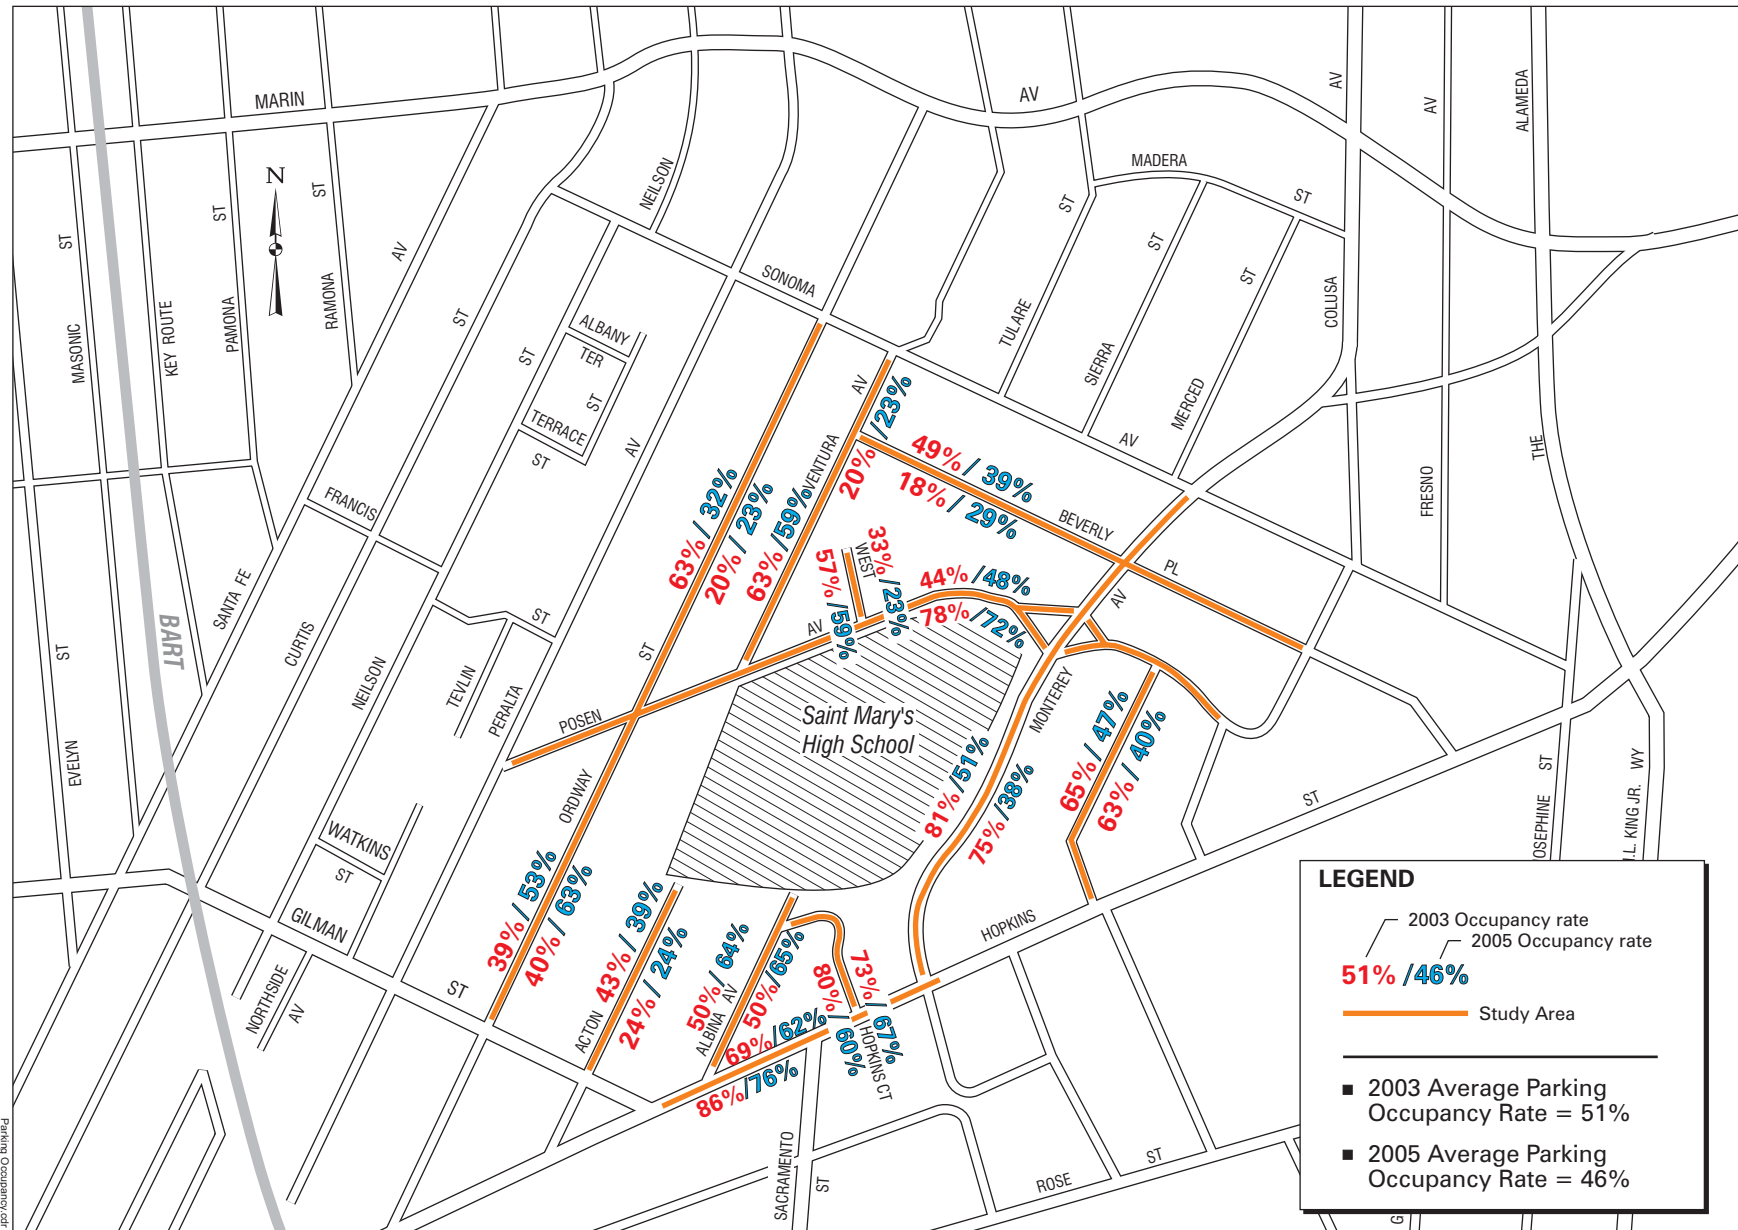 MARIN
AV
AV
AV
ALAMEDA
MADERA
ST
N
NEILSON
ST
ST
ST
ST
ST
ST
ST
AV
SONOMA
MASONIC
KEY ROUTE
PAMONA
RAMONA
ST
ST
ALBANY
TER
ST
TERRACE
ST
AV
TULARE
SIERRA
MERCED
AV
COLUSA
FRESNO
THE
AV
VENTURA
20% / 23%
49% / 39%
18% / 29%
BEVERLY
PL
63% / 32%
20% / 23%
63% / 59%
57% / 59%
WEST
33% / 23%
44% / 48%
78% / 72%
AV
AV
FRANCIS
ST
SANTA FE
BART
CURTIS
NEILSON
TEVLIN
PERALTA
ST
POSEN
ORDWAY
ST
EVELYN
Saint Mary's
High School
MONTEREY
81% / 51%
75% / 38%
65% / 47%
63% / 40%
ST
ST
WY
OSEPHINE
.L. KING JR.
WATKINS
ST
GILMAN
ST
NORTHSIDE
AV
39% / 53%
40% / 63%
43% / 39%
24% / 24%
ACTON
50% / 64%
50% / 65%
ALBINA AV
80% / 60%
73% / 67%
69% / 62%
86% / 76%
HOPKINS CT
HOPKINS
SACRAMENTO
ST
ROSE
ST
G
LEGEND
2003 Occupancy rate
2005 Occupancy rate
51% / 46%
Study Area
■ 2003 Average Parking
Occupancy Rate = 51%
■ 2005 Average Parking
Occupancy Rate = 46%
Parking Occupancy.cdr